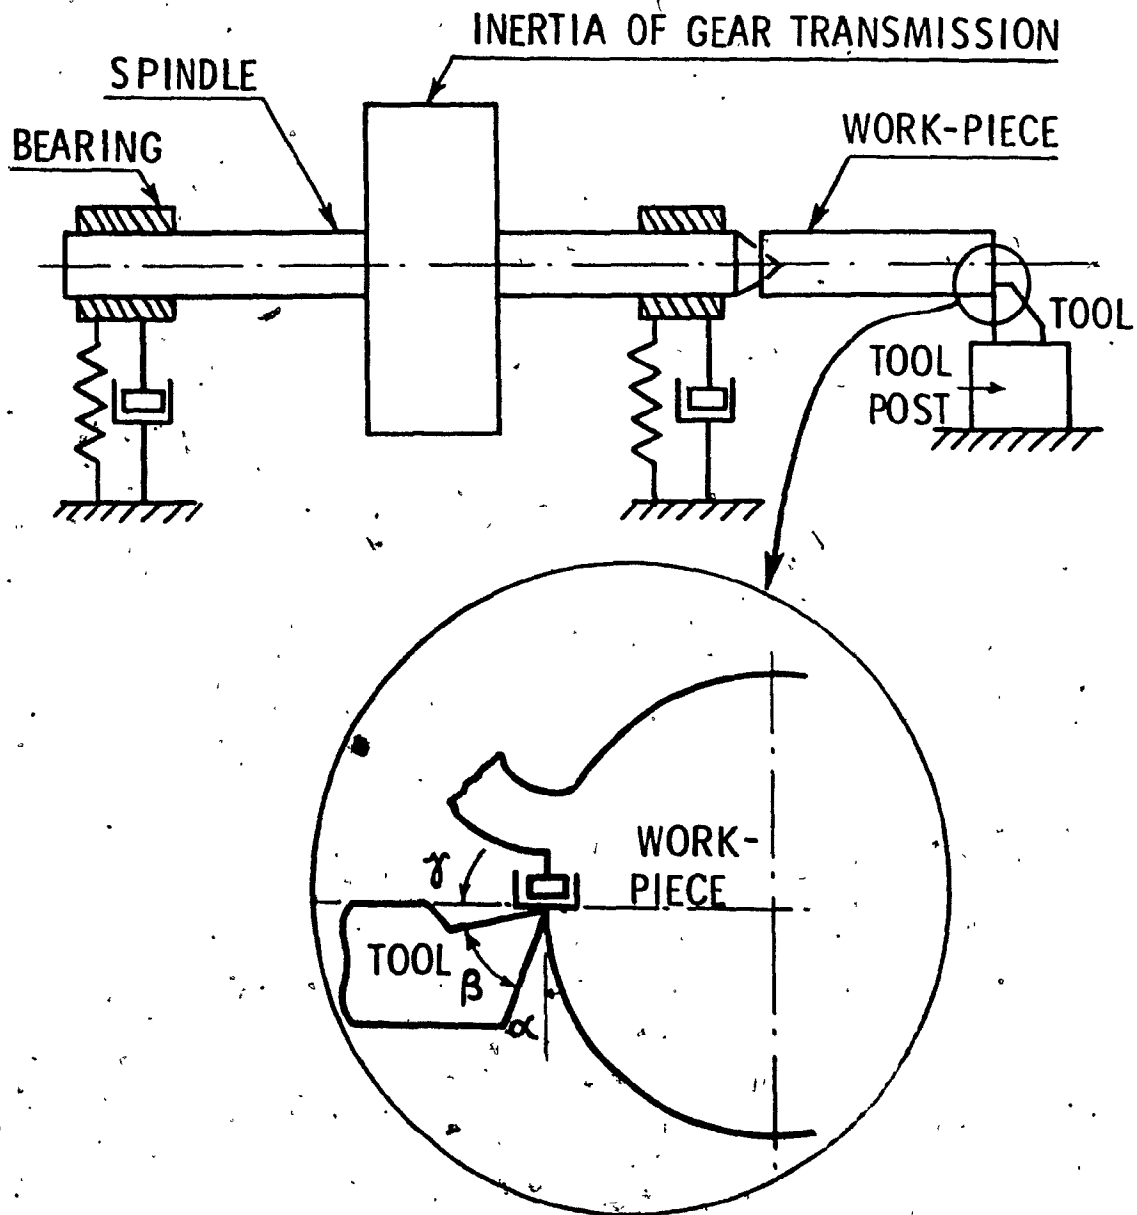 INERTIA OF GEAR TRANSMISSION
SPINDLE
BEARING
WORK-PIECE
TOOL
TOOL
POST
WORK-
PIECE
γ
TOOL
β
α